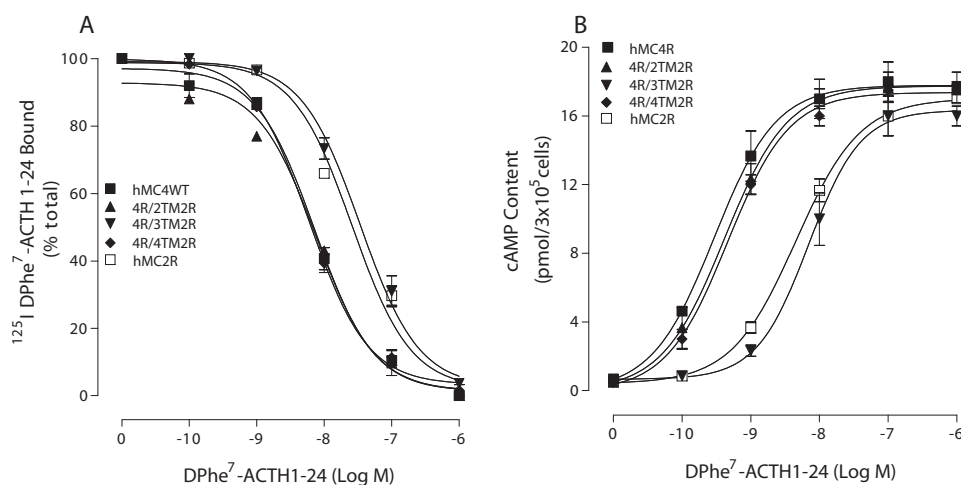 A
100
80
60
40
20
0
¹²⁵I DPhe⁷-ACTH 1-24 Bound
(% total)
hMC4WT
4R/2TM2R
4R/3TM2R
4R/4TM2R
hMC2R
0 -10 -9 -8 -7 -6
DPhe⁷-ACTH1-24 (Log M)
B
20
16
12
8
4
0
cAMP Content
(pmol/3x10⁵ cells)
hMC4R
4R/2TM2R
4R/3TM2R
4R/4TM2R
hMC2R
0 -10 -9 -8 -7 -6
DPhe⁷-ACTH1-24 (Log M)